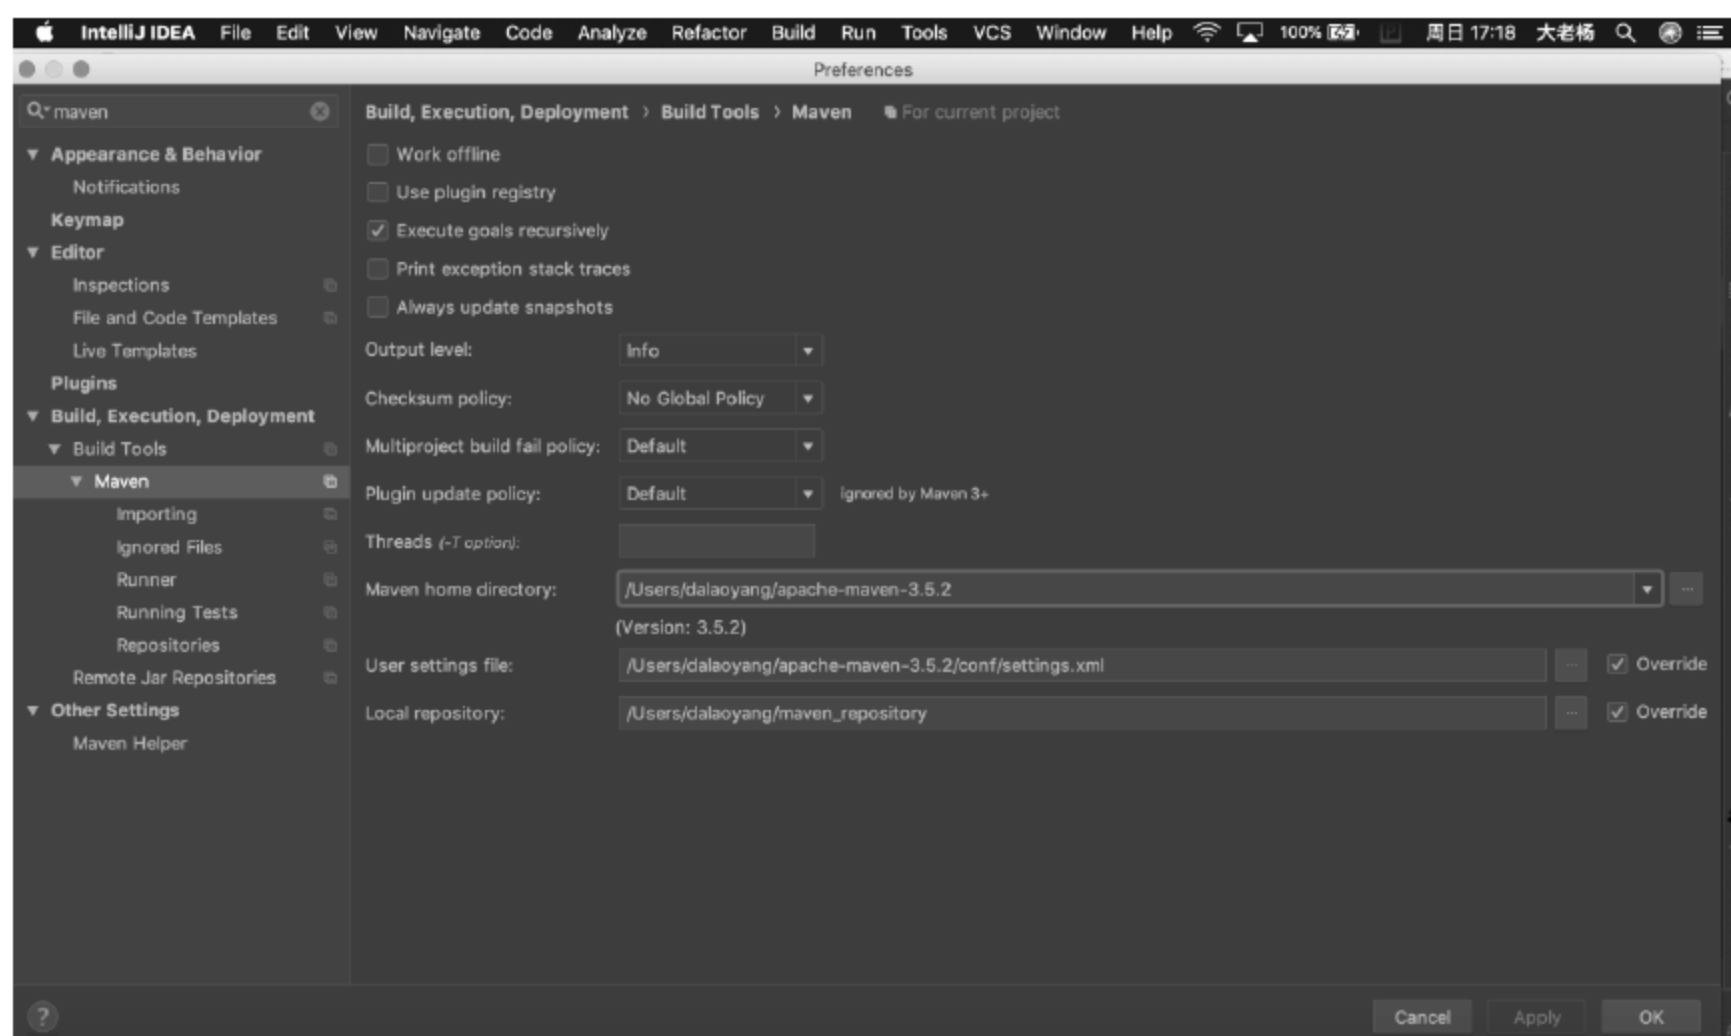 IntelliJ IDEA File Edit View Navigate Code Analyze Refactor Build Run Tools VCS Window Help 100% 周日 17:18 大老杨
Preferences
maven
Appearance & Behavior
Notifications
Keymap
Editor
Inspections
File and Code Templates
Live Templates
Plugins
Build, Execution, Deployment
Build Tools
Maven
Importing
Ignored Files
Runner
Running Tests
Repositories
Remote Jar Repositories
Other Settings
Maven Helper
Build, Execution, Deployment › Build Tools › Maven For current project
Work offline
Use plugin registry
Execute goals recursively
Print exception stack traces
Always update snapshots
Output level: Info
Checksum policy: No Global Policy
Multiproject build fail policy: Default
Plugin update policy: Default ignored by Maven 3+
Threads (-T option):
Maven home directory: /Users/dalaoyang/apache-maven-3.5.2 ...
(Version: 3.5.2)
User settings file: /Users/dalaoyang/apache-maven-3.5.2/conf/settings.xml ... Override
Local repository: /Users/dalaoyang/maven_repository ... Override
? Cancel Apply OK